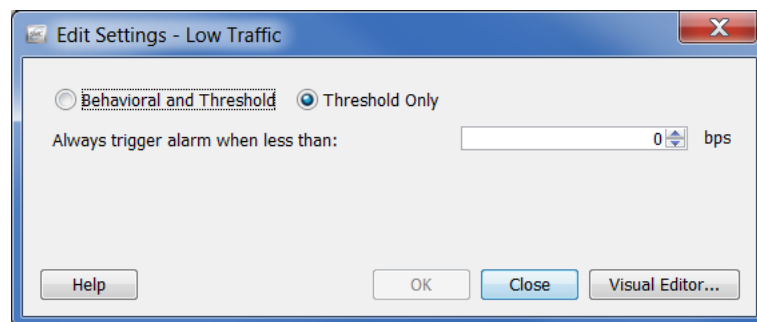 Edit Settings - Low Traffic
X
Behavioral and Threshold Threshold Only
Always trigger alarm when less than: 0 bps
Help OK Close Visual Editor...